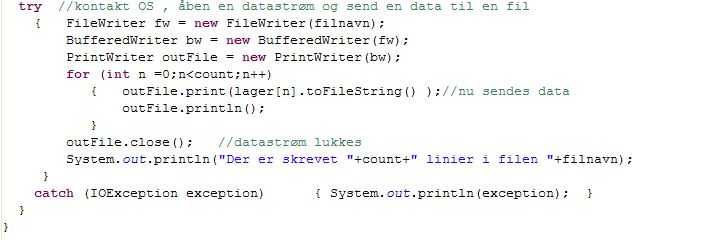 try  //kontakt OS , åben en datastrøm og send en data til en fil
{   FileWriter fw = new FileWriter(filnavn);
BufferedWriter bw = new BufferedWriter(fw);
PrintWriter outFile = new PrintWriter(bw);
for (int n =0;n<count;n++)
{   outFile.print(lager[n].toFileString() );//nu sendes data
outFile.println();
}
outFile.close();   //datastrøm lukkes
System.out.println("Der er skrevet "+count+" linier i filen "+filnavn);
}
catch (IOException exception)       { System.out.println(exception);  }
}
}